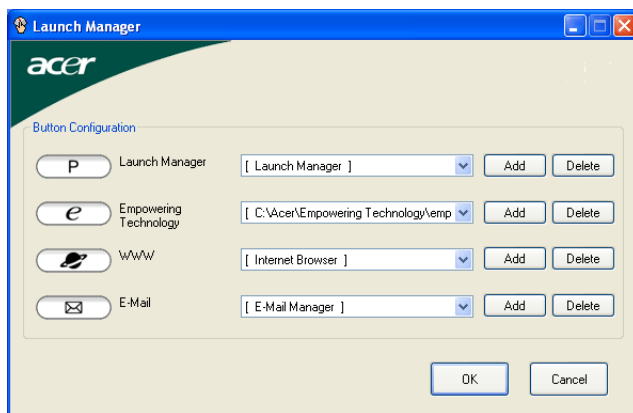 Launch Manager
acer
Button Configuration
P Launch Manager [ Launch Manager ] Add Delete
e Empowering Technology [ C:\Acer\Empowering Technology\emp Add Delete
WWW [ Internet Browser ] Add Delete
E-Mail [ E-Mail Manager ] Add Delete
OK Cancel